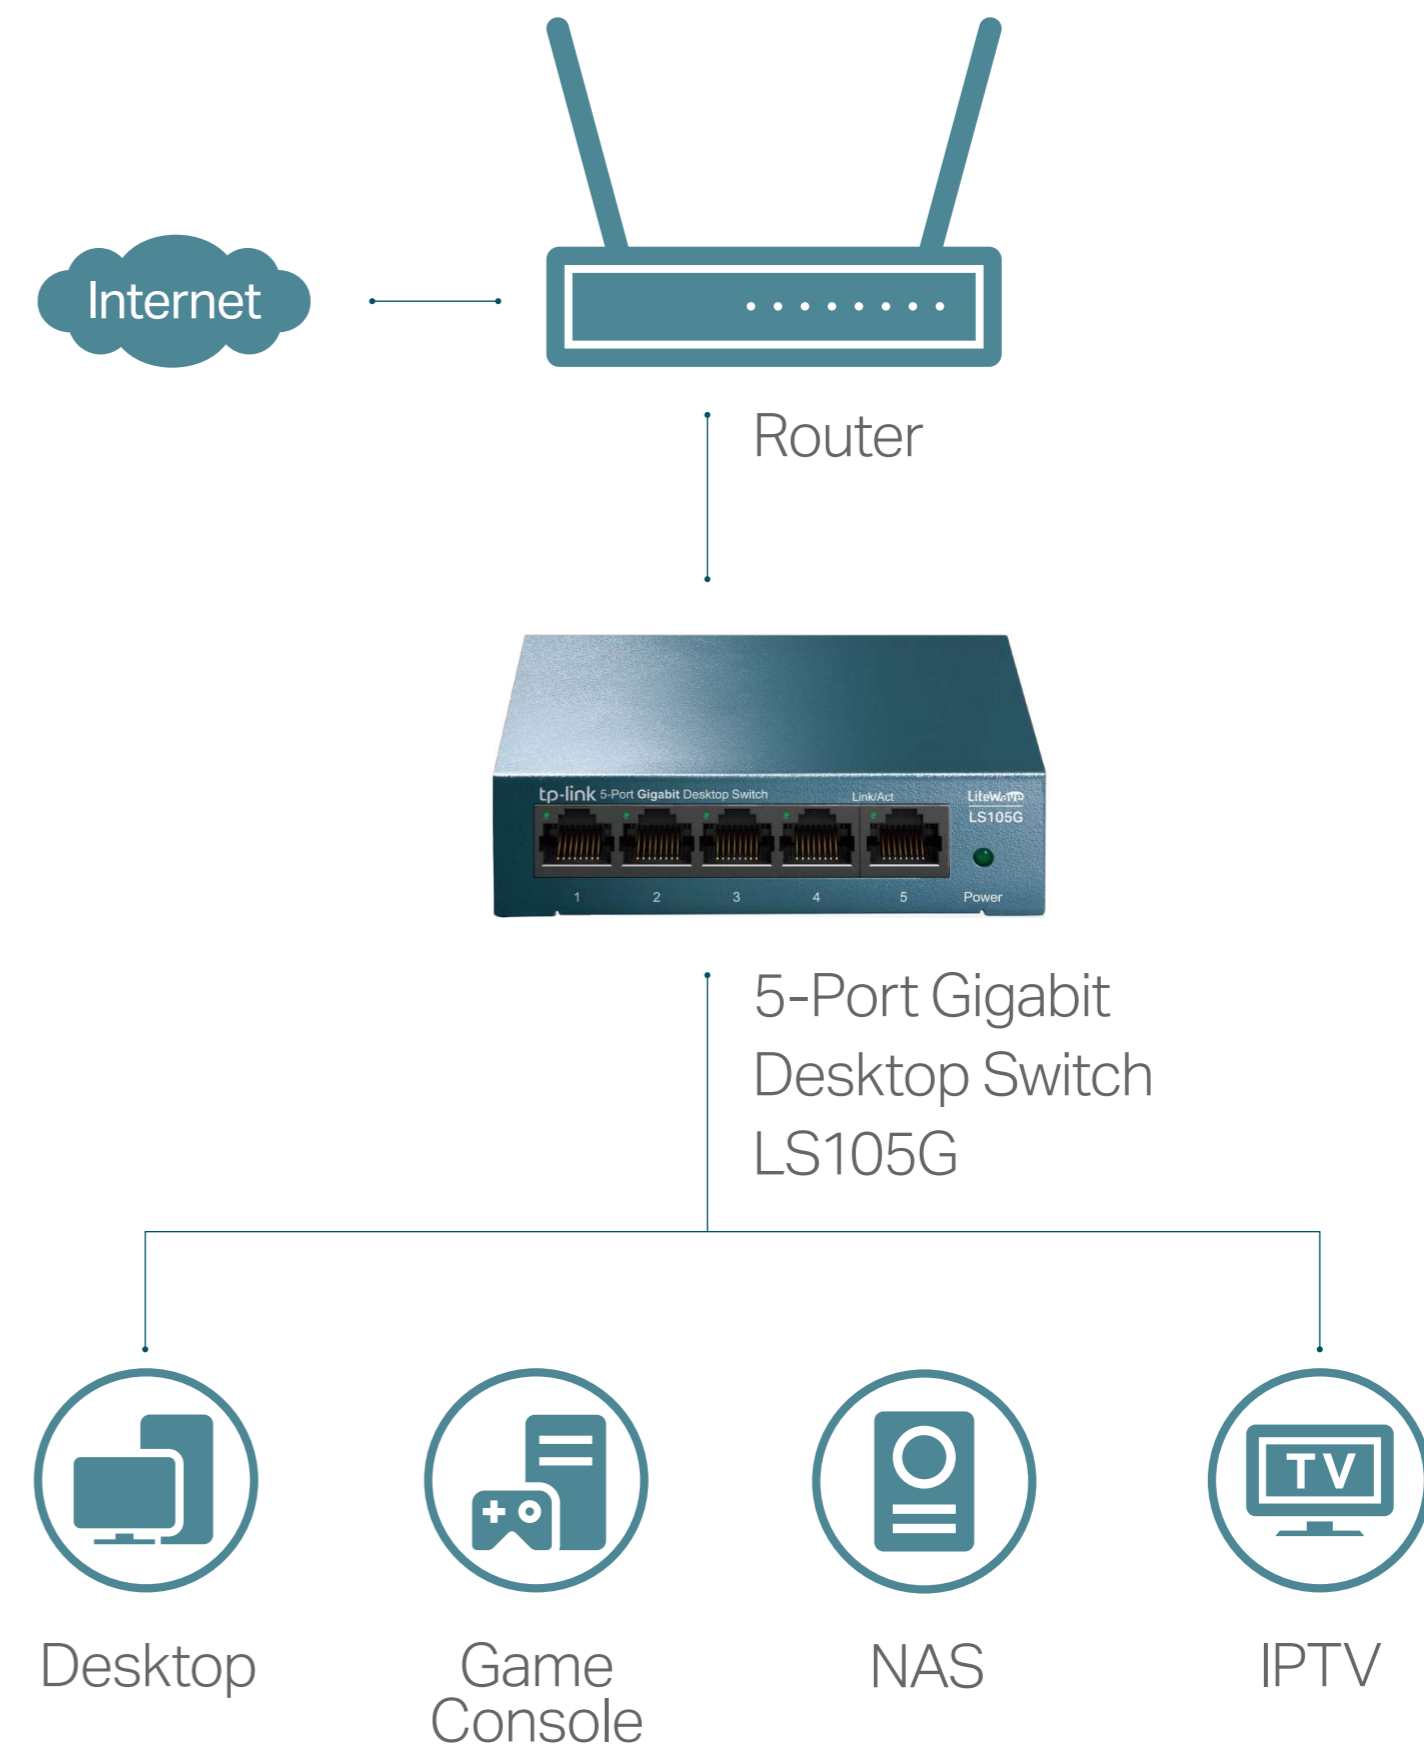 Internet
Router
tp-link 5-Port Gigabit Desktop Switch
Link/Act
LiteWave
LS105G
1 2 3 4 5 Power
5-Port Gigabit
Desktop Switch
LS105G
TV
Desktop
Game
Console
NAS
IPTV